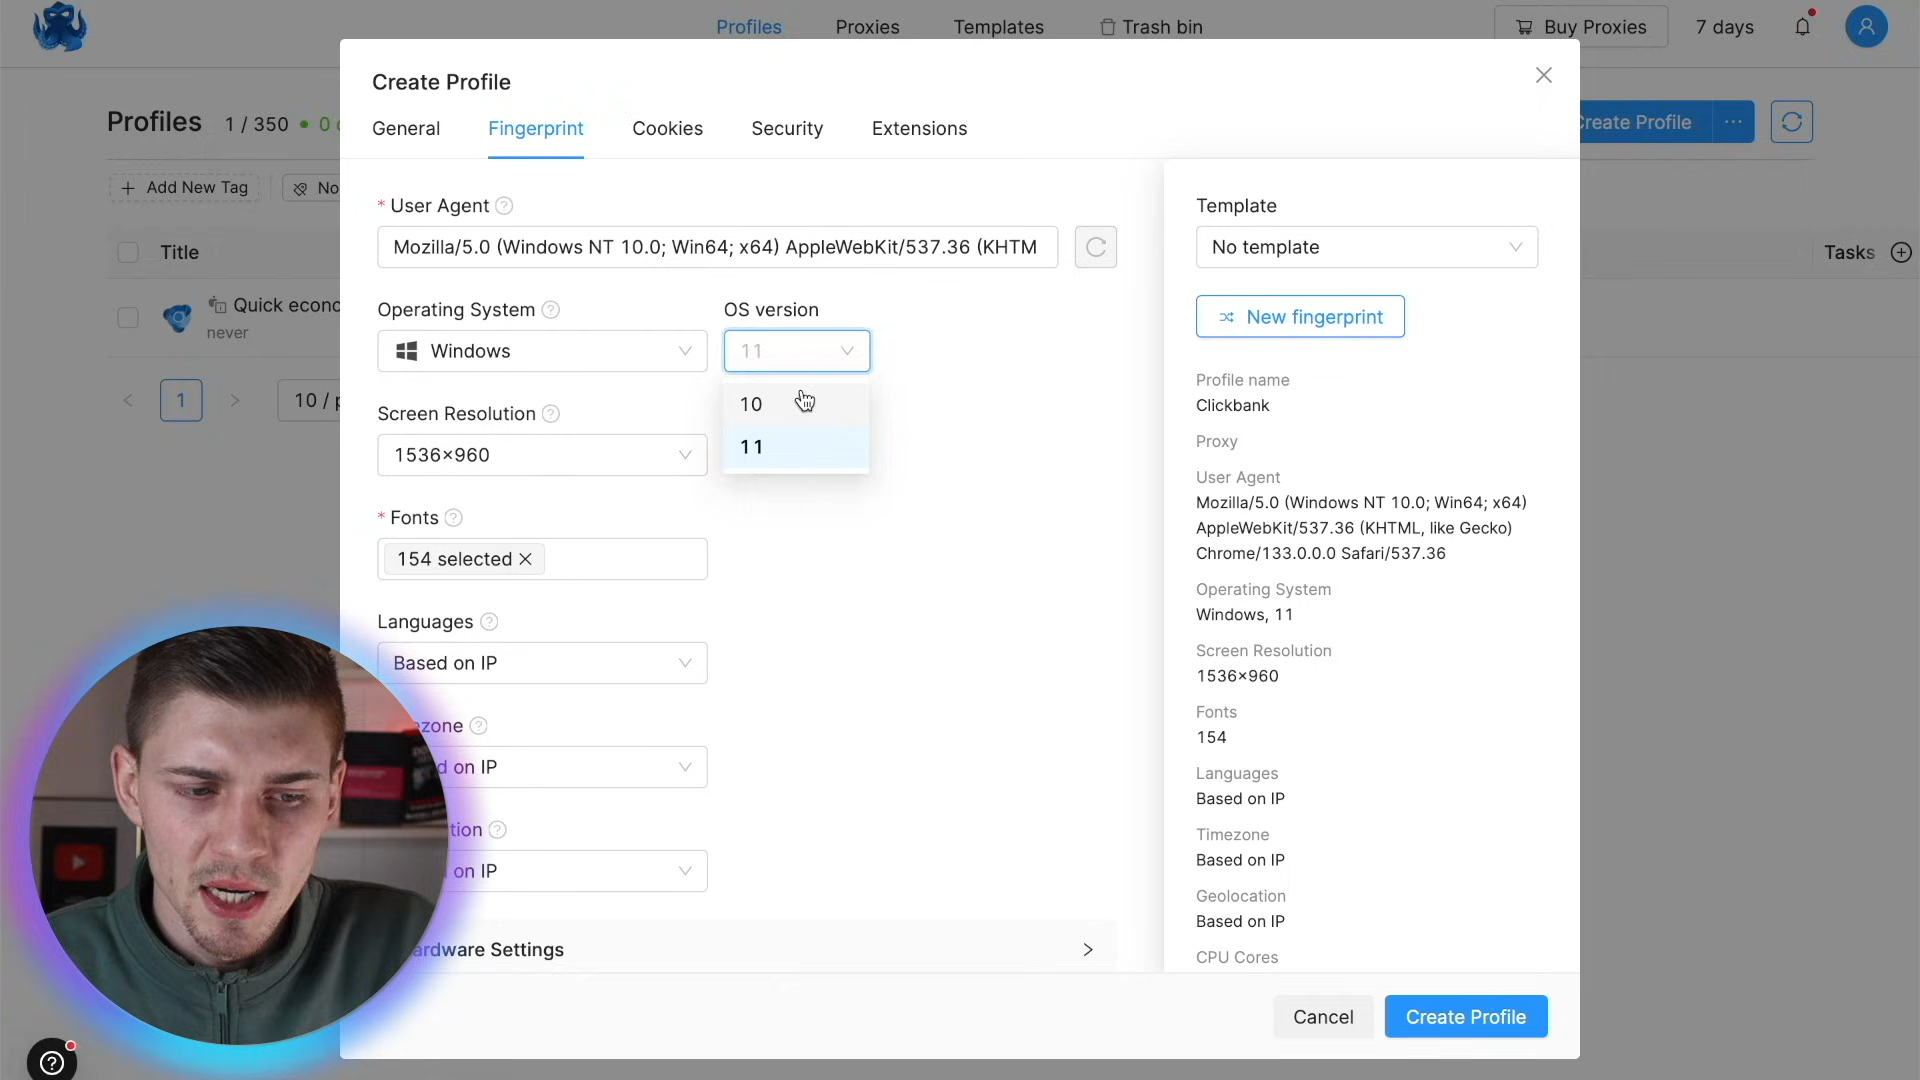 Profiles
Proxies
Templates
Trash bin
Buy Proxies
7 days
Profiles
1 / 350
0
Create Profile
Add New Tag
No
Title
Tasks
Quick econo
never
1
10 / p
Create Profile
General
Fingerprint
Cookies
Security
Extensions
* User Agent
Mozilla/5.0 (Windows NT 10.0; Win64; x64) AppleWebKit/537.36 (KHTM
Operating System
OS version
Windows
11
10
11
Screen Resolution
1536×960
* Fonts
154 selected
Languages
Based on IP
ezone
d on IP
tion
on IP
ardware Settings
Template
No template
New fingerprint
Profile name
Clickbank
Proxy
User Agent
Mozilla/5.0 (Windows NT 10.0; Win64; x64)
AppleWebKit/537.36 (KHTML, like Gecko)
Chrome/133.0.0.0 Safari/537.36
Operating System
Windows, 11
Screen Resolution
1536×960
Fonts
154
Languages
Based on IP
Timezone
Based on IP
Geolocation
Based on IP
CPU Cores
Cancel
Create Profile